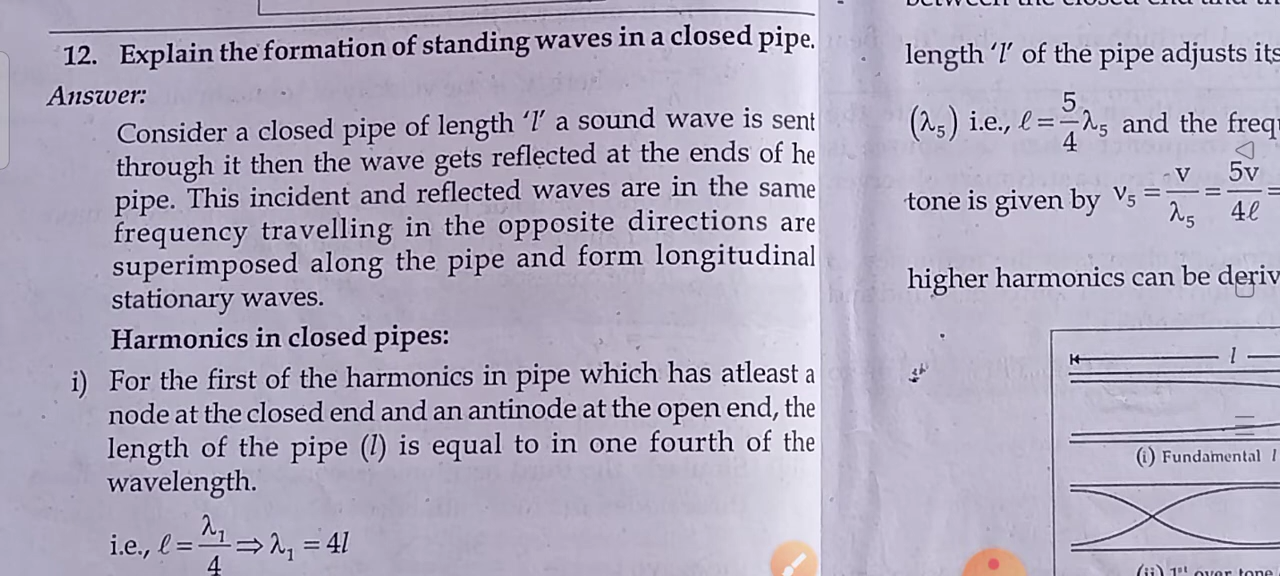 12. Explain the formation of standing waves in a closed pipe.
Answer:
Consider a closed pipe of length 'l' a sound wave is sent
through it then the wave gets reflected at the ends of he
pipe. This incident and reflected waves are in the same
frequency travelling in the opposite directions are
superimposed along the pipe and form longitudinal
stationary waves.
Harmonics in closed pipes:
i) For the first of the harmonics in pipe which has atleast a
node at the closed end and an antinode at the open end, the
length of the pipe (l) is equal to in one fourth of the
wavelength.
i.e., ℓ = λ₁/4 ⇒ λ₁ = 4l
length 'l' of the pipe adjusts its
(λ₅) i.e., ℓ = 5/4 λ₅ and the freq
tone is given by ν₅ = v/λ₅ = 5v/4ℓ =
higher harmonics can be deriv
l
(i) Fundamental
(ii) 1st over tone